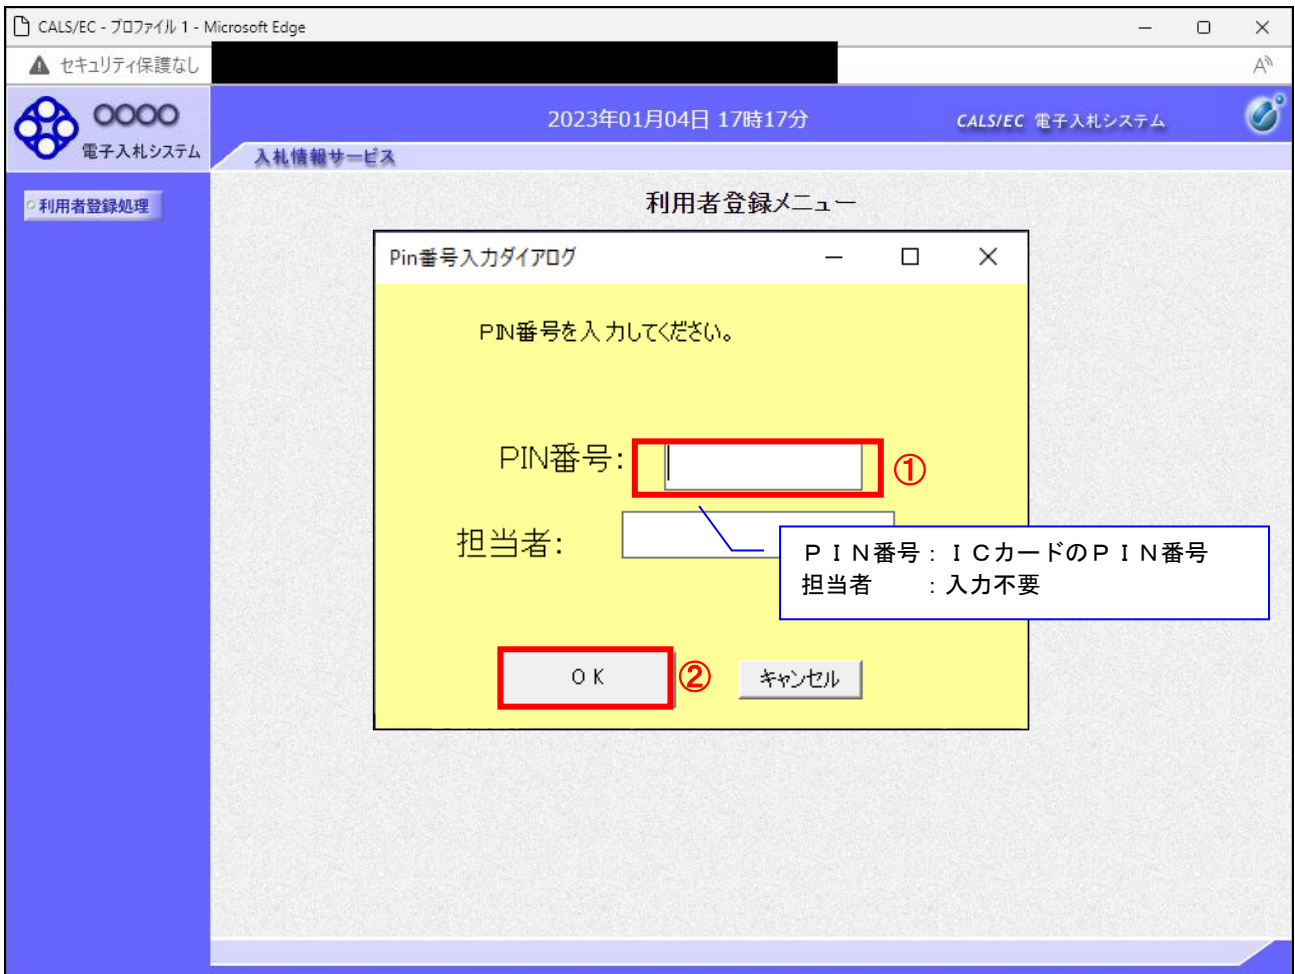 CALS/EC - プロファイル 1 - Microsoft Edge
セキュリティ保護なし
○○○○
電子入札システム
2023年01月04日 17時17分
CALS/EC 電子入札システム
入札情報サービス
利用者登録処理
利用者登録メニュー
Pin番号入力ダイアログ
PIN番号を入力してください。
PIN番号:
①
担当者:
PIN番号:ICカードのPIN番号
担当者 :入力不要
OK
②
キャンセル